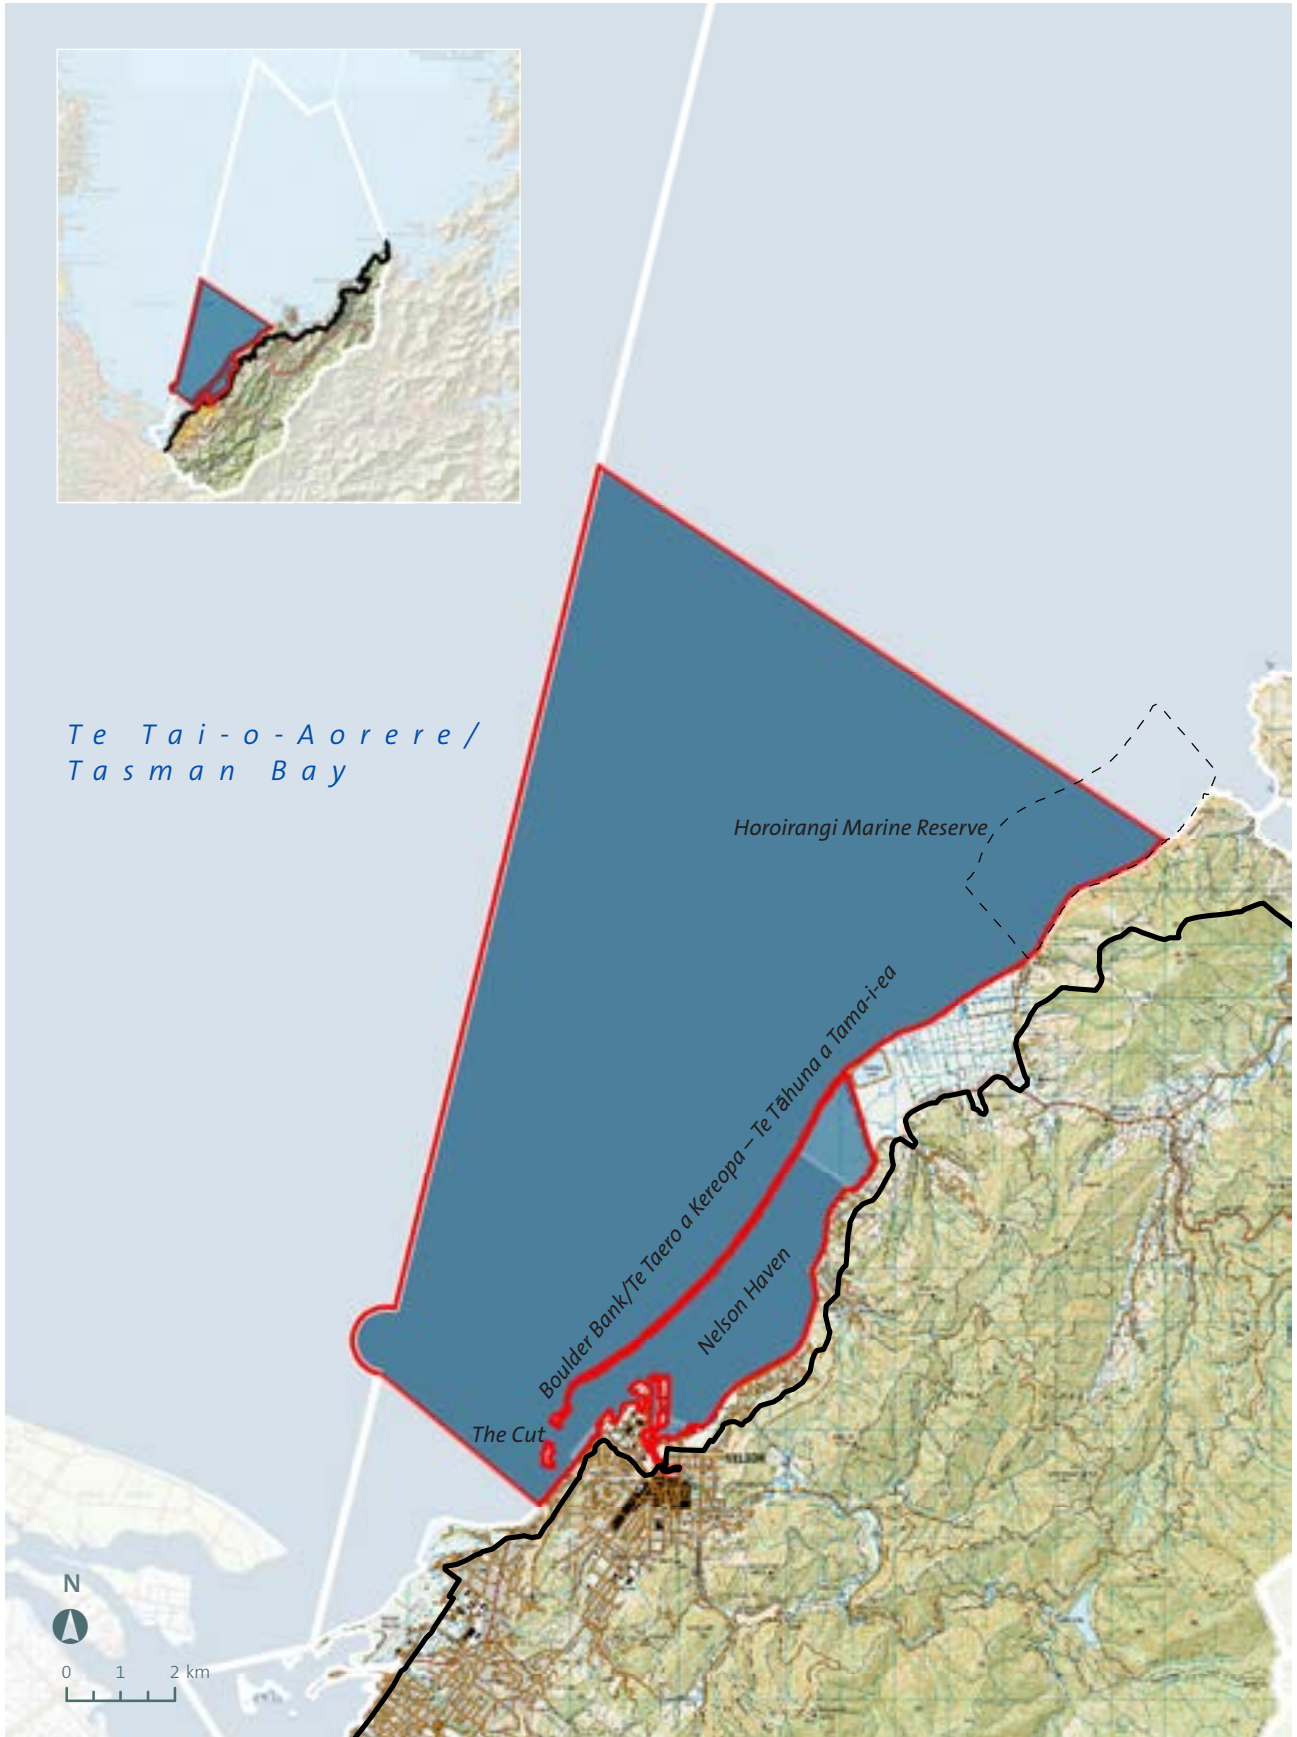 Te Tai-o-Aorere/
Tasman Bay
Horoirangi Marine Reserve
Boulder Bank/Te Taero a Kereopa – Te Tāhuna a Tama-i-ea
Nelson Haven
The Cut
NELSON
N
0 1 2 km